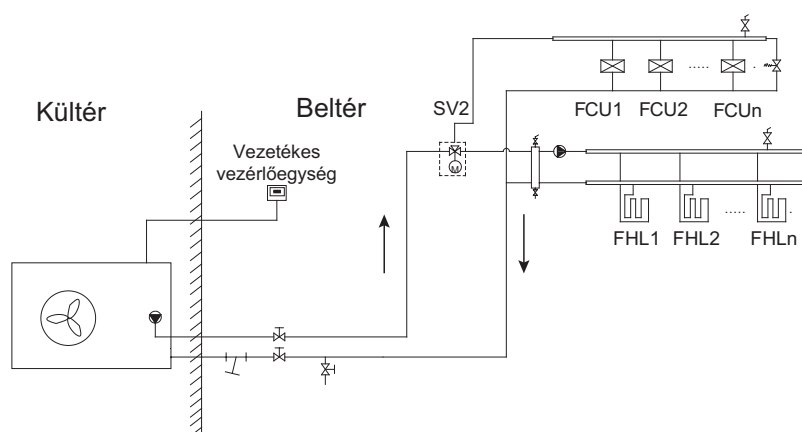 Kültér
Beltér
SV2
FCU1
FCU2
FCUn
Vezetékes
vezérlőegység
M
FHL1
FHL2
FHLn